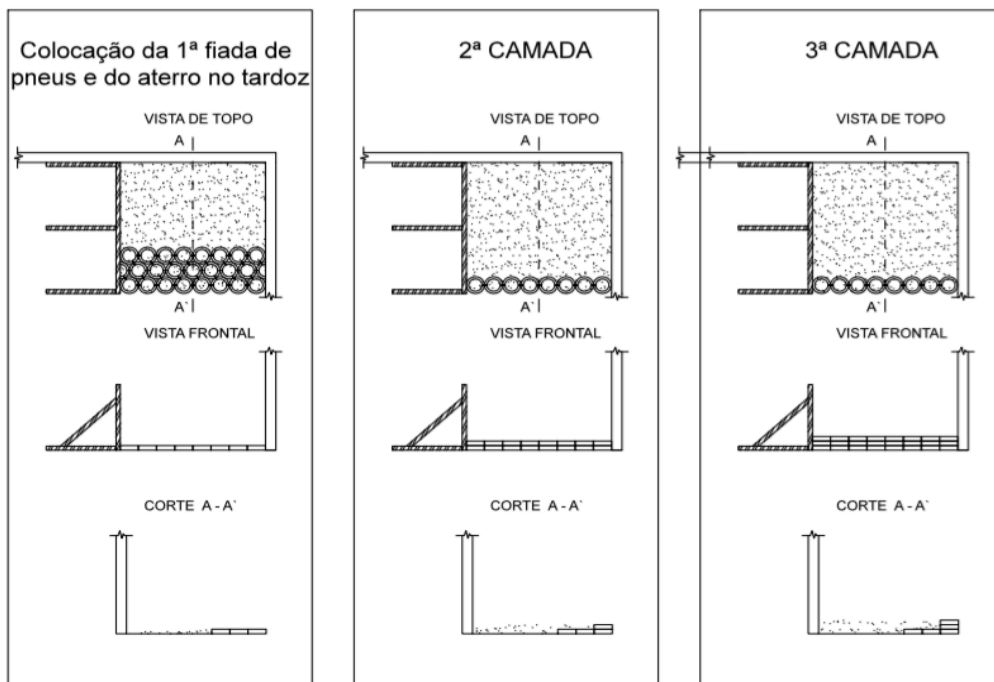 Colocação da 1ª fiada de
pneus e do aterro no tardoz
VISTA DE TOPO
A
A`
VISTA FRONTAL
CORTE A - A`
2ª CAMADA
VISTA DE TOPO
A
A`
VISTA FRONTAL
CORTE A - A`
3ª CAMADA
VISTA DE TOPO
A
A`
VISTA FRONTAL
CORTE A - A`